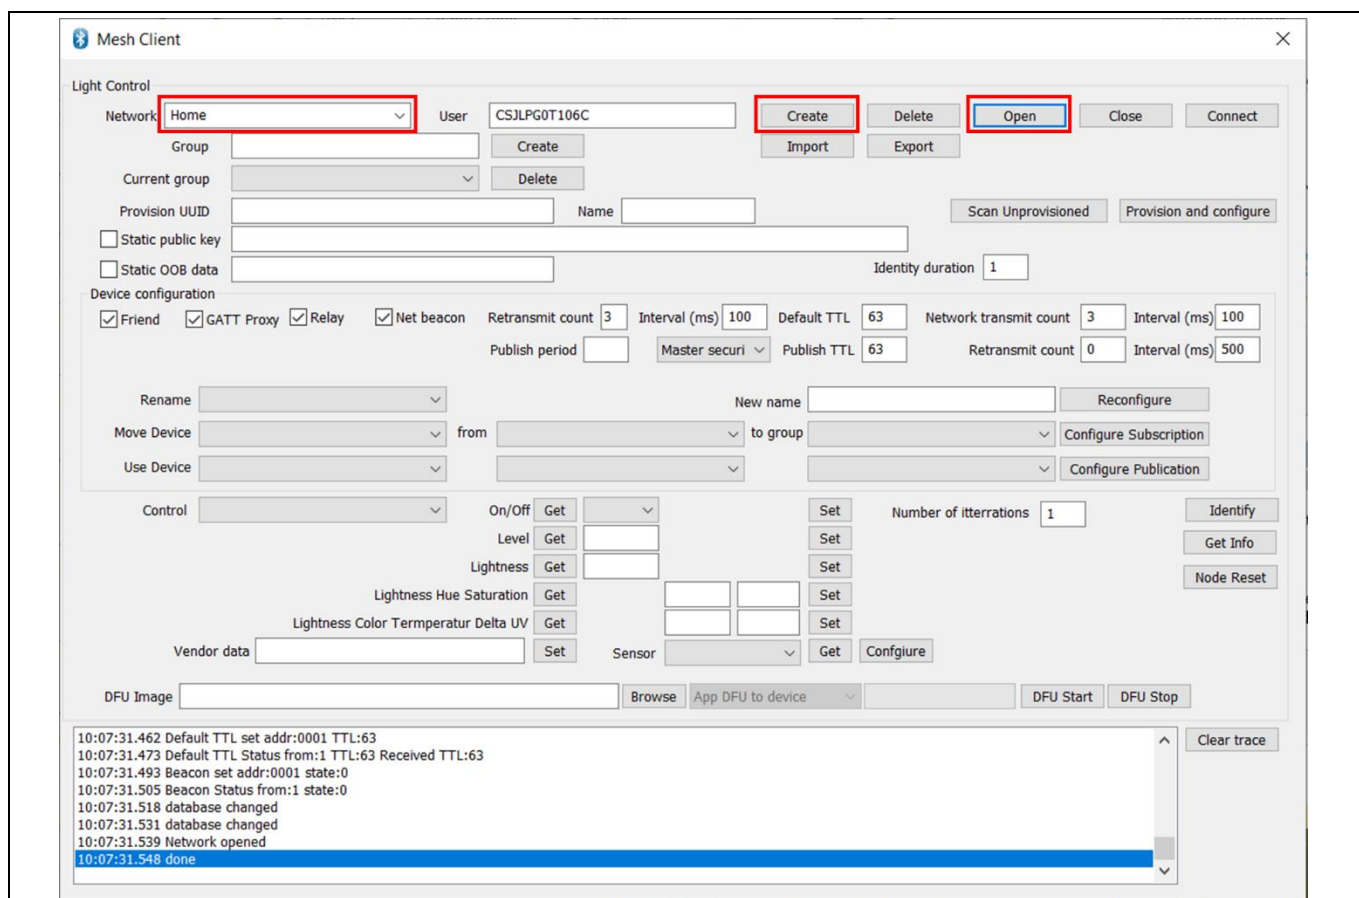 Mesh Client
Light Control
Network Home User CSJLPG0T106C Create Delete Open Close Connect
Group Create Import Export
Current group Delete
Provision UUID Name Scan Unprovisioned Provision and configure
Static public key
Static OOB data Identity duration 1
Device configuration
Friend GATT Proxy Relay Net beacon Retransmit count 3 Interval (ms) 100 Default TTL 63 Network transmit count 3 Interval (ms) 100
Publish period Master securi Publish TTL 63 Retransmit count 0 Interval (ms) 500
Rename New name Reconfigure
Move Device from to group Configure Subscription
Use Device Configure Publication
Control On/Off Get Set Number of itterrations 1 Identify
Level Get Set Get Info
Lightness Get Set
Node Reset
Lightness Hue Saturation Get Set
Lightness Color Termperatur Delta UV Get Set
Vendor data Set Sensor Get Confgiure
DFU Image Browse App DFU to device DFU Start DFU Stop
10:07:31.462 Default TTL set addr:0001 TTL:63 Clear trace
10:07:31.473 Default TTL Status from:1 TTL:63 Received TTL:63
10:07:31.493 Beacon set addr:0001 state:0
10:07:31.505 Beacon Status from:1 state:0
10:07:31.518 database changed
10:07:31.531 database changed
10:07:31.539 Network opened
10:07:31.548 done